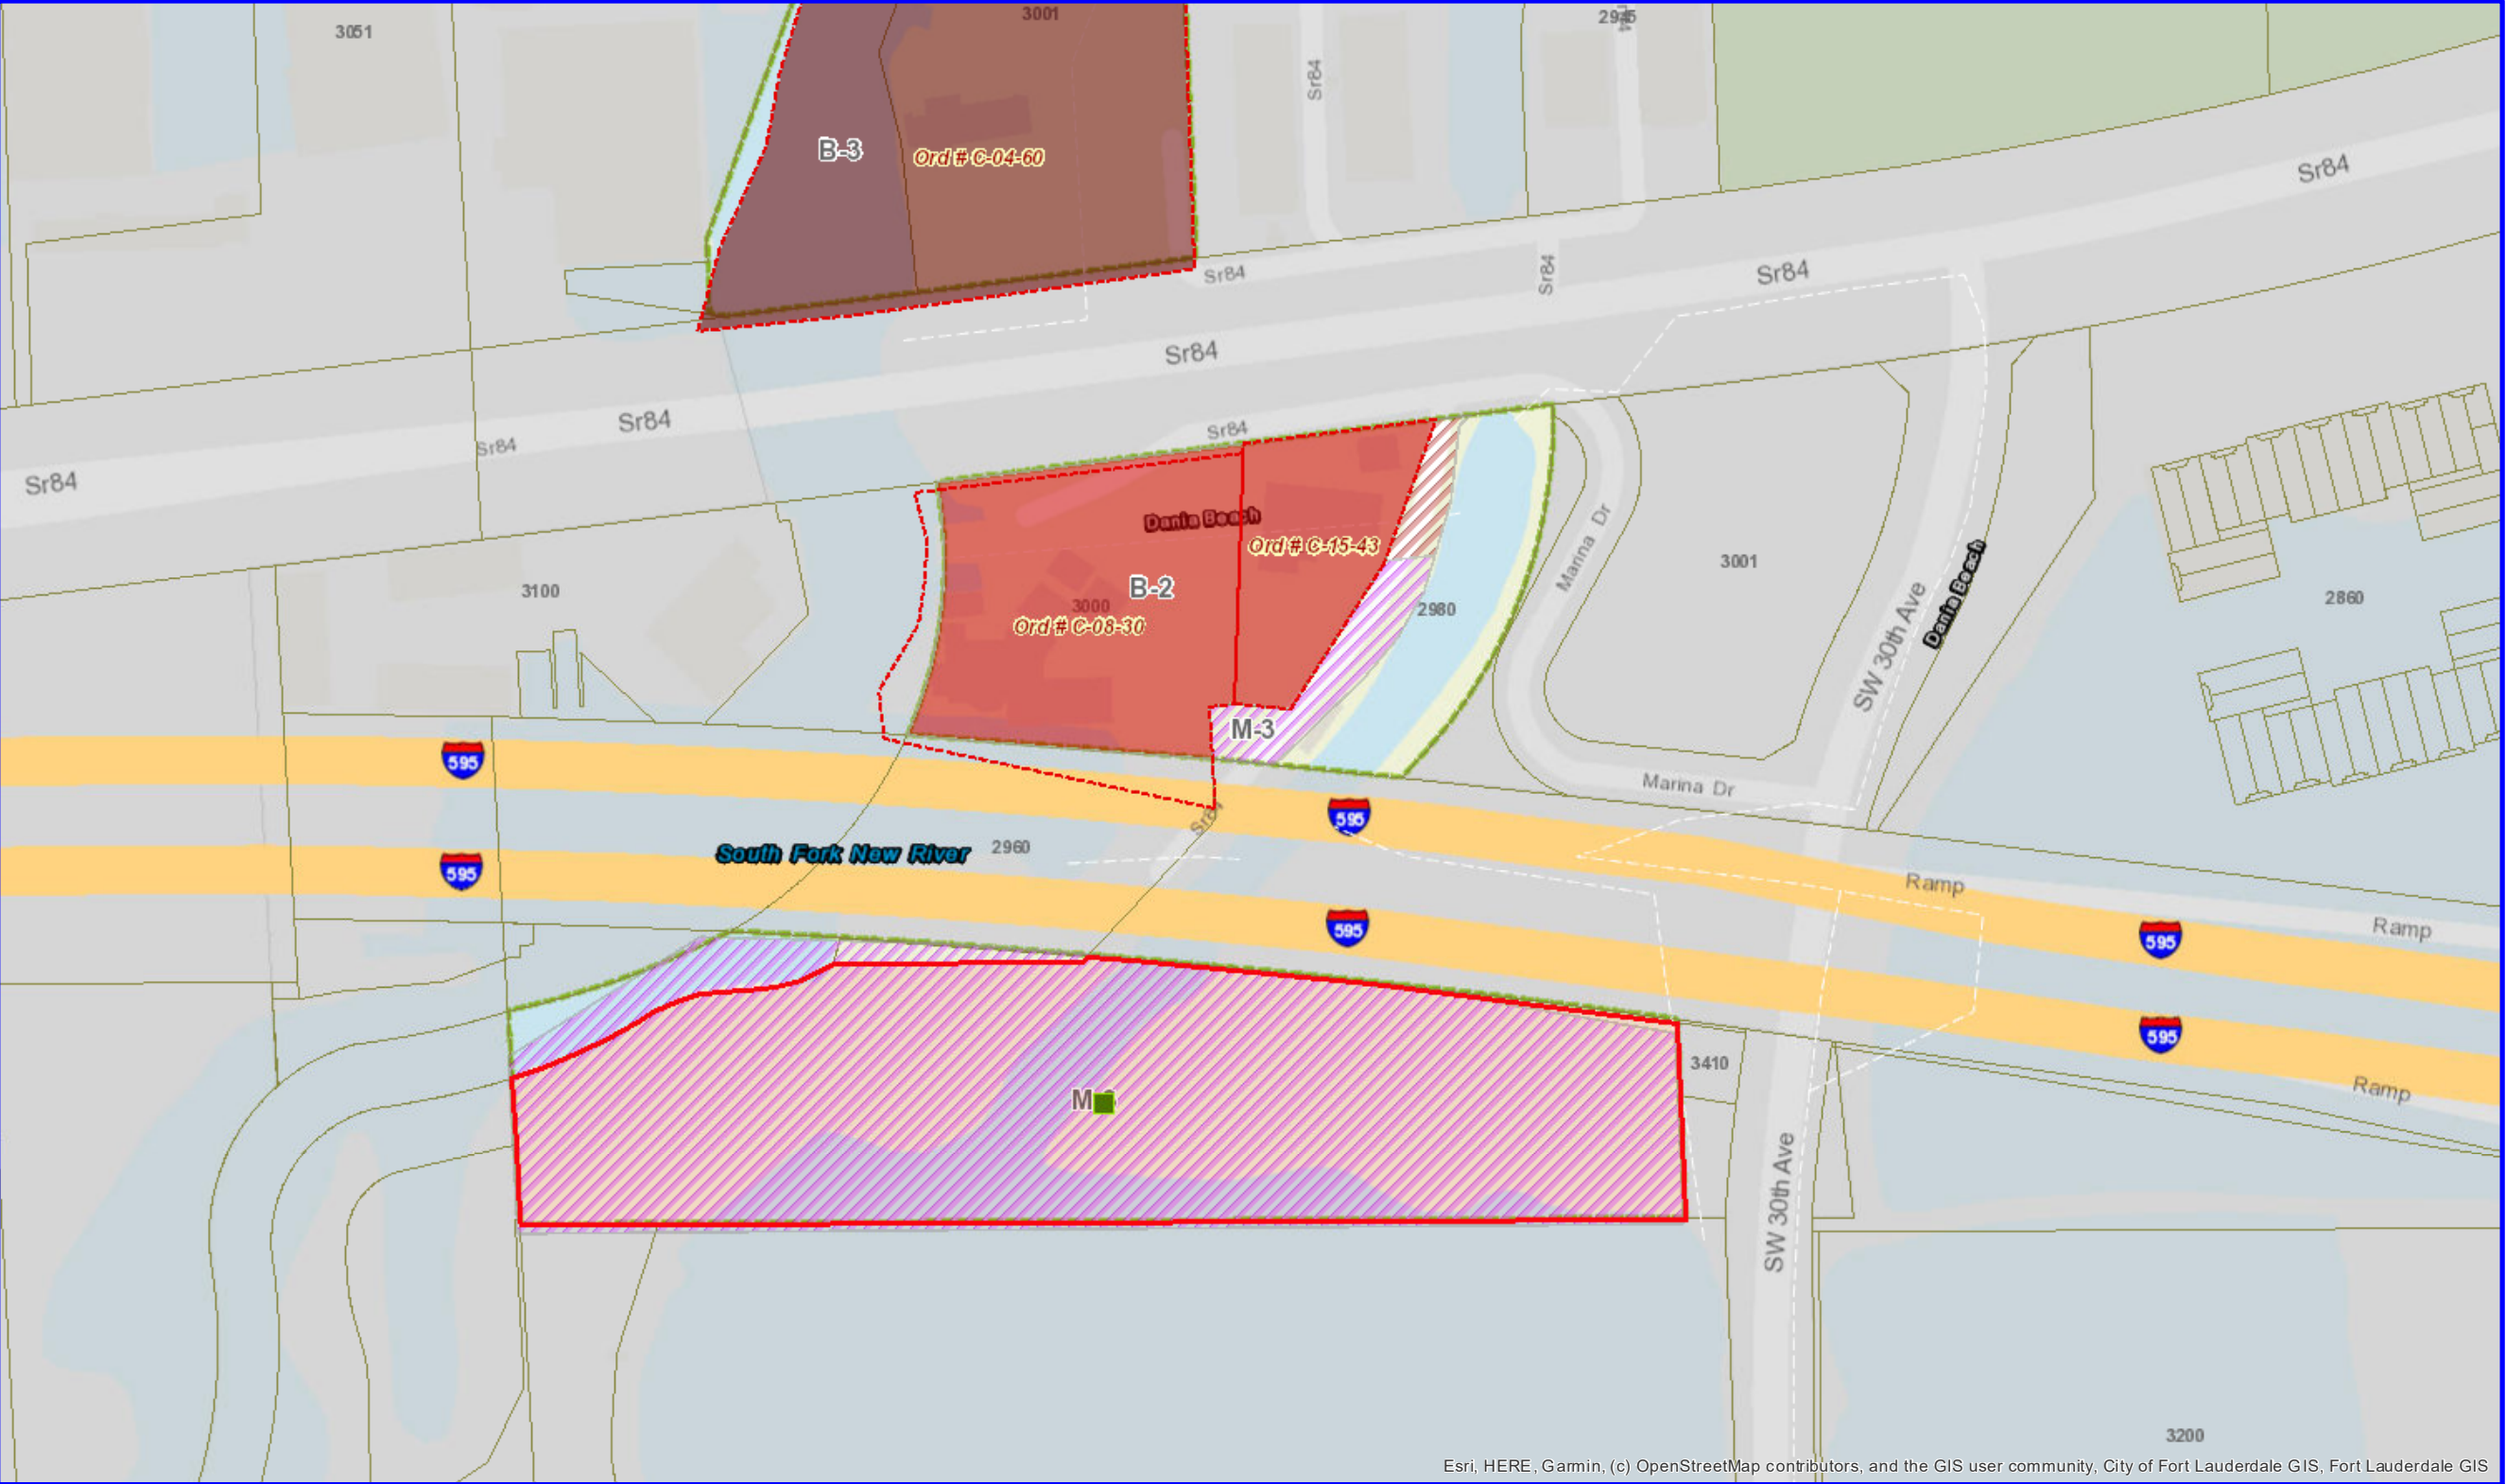 3001
2945
3051
Sr84
Sr84
B-3
Ord # C-04-60
Sr84
Sr84
Sr84
Sr84
Sr84
Sr84
Sr84
Sr84
Sr84
Dania Beach
Ord # C-15-43
Marina Dr
3001
B-2
3100
3000
Ord # C-08-30
2980
SW 30th Ave
Dania Beach
2860
M-3
595
595
Marina Dr
Sr84
South Fork New River
2960
595
595
Ramp
Ramp
595
595
3410
M
Ramp
SW 30th Ave
3200
Esri, HERE, Garmin, (c) OpenStreetMap contributors, and the GIS user community, City of Fort Lauderdale GIS, Fort Lauderdale GIS